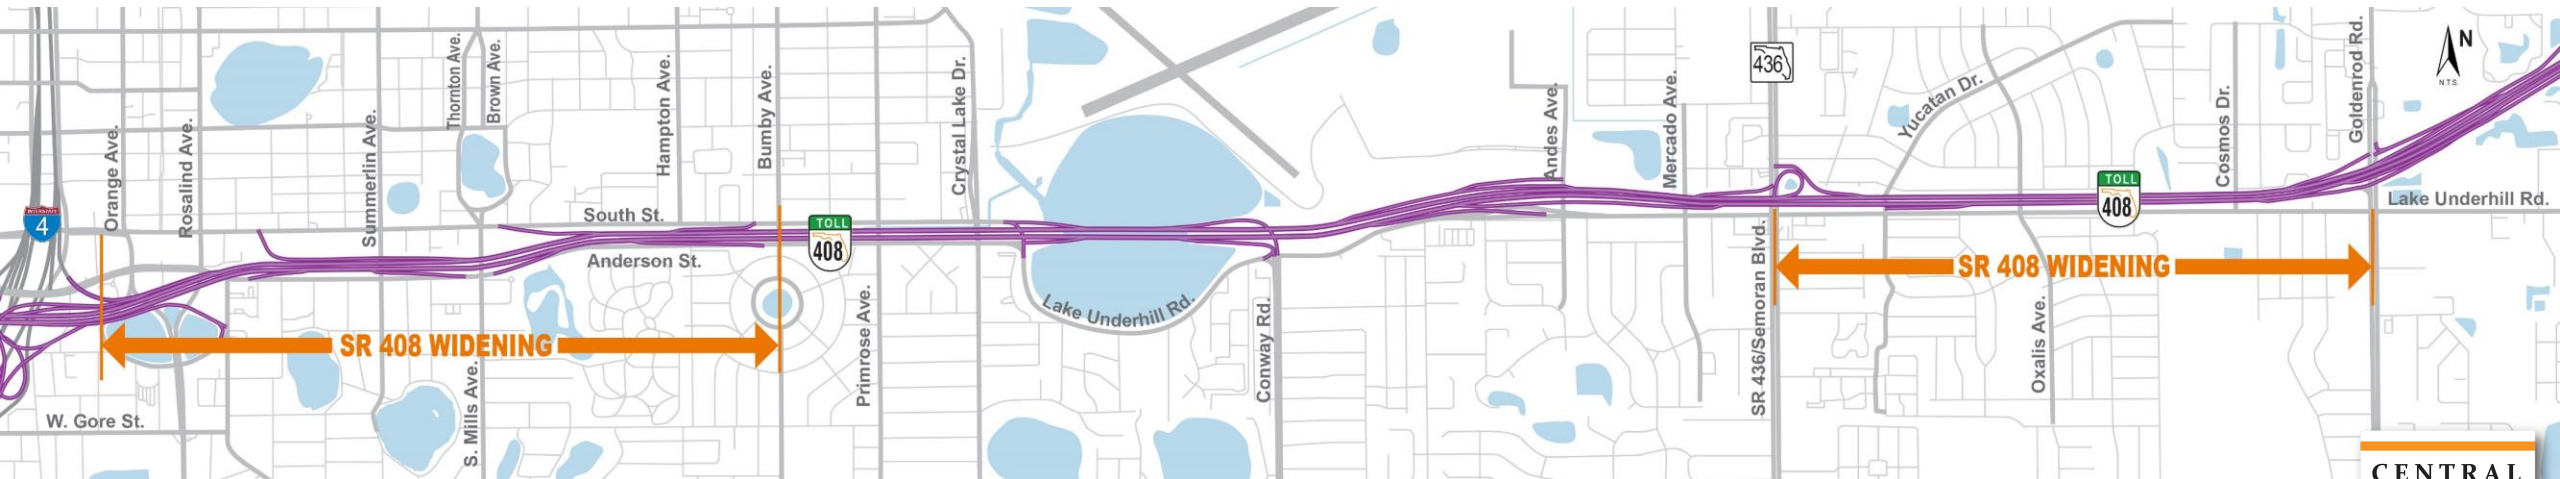 Thornton Ave.
Brown Ave.
Orange Ave.
Rosalind Ave.
Summerlin Ave.
Hampton Ave.
Bumby Ave.
Crystal Lake Dr.
Andes Ave.
Mercado Ave.
436
Yucatan Dr.
Cosmos Dr.
Goldenrod Rd.
N
N.T.S.
INTERSTATE
4
South St.
Anderson St.
TOLL
408
TOLL
408
Lake Underhill Rd.
SR 408 WIDENING
SR 408 WIDENING
W. Gore St.
S. Mills Ave.
Primrose Ave.
Lake Underhill Rd.
Conway Rd.
SR 436/Semoran Blvd.
Oxalis Ave.
CENTRAL